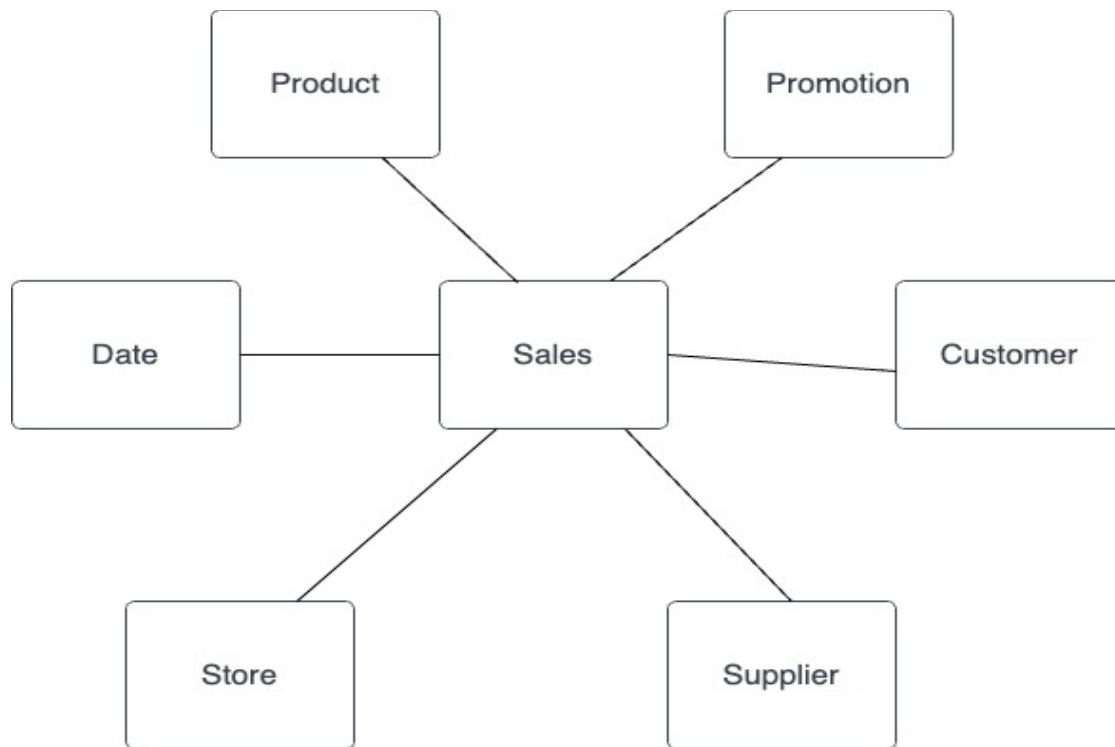 Product
Promotion
Date
Sales
Customer
Store
Supplier